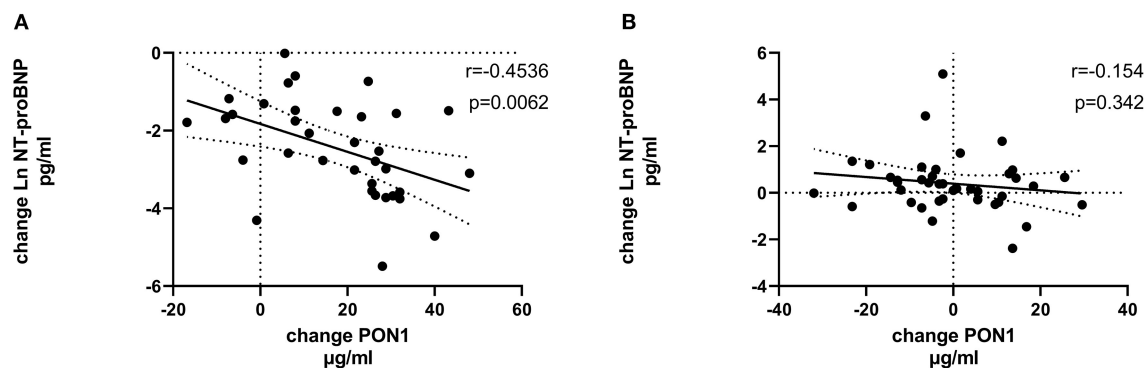 A
change Ln NT-proBNP
pg/ml
0
-2
-4
-6
-20
0
20
40
60
r=-0.4536
p=0.0062
change PON1
µg/ml
B
change Ln NT-proBNP
pg/ml
6
4
2
0
-2
-4
-40
-20
0
20
40
r=-0.154
p=0.342
change PON1
µg/ml